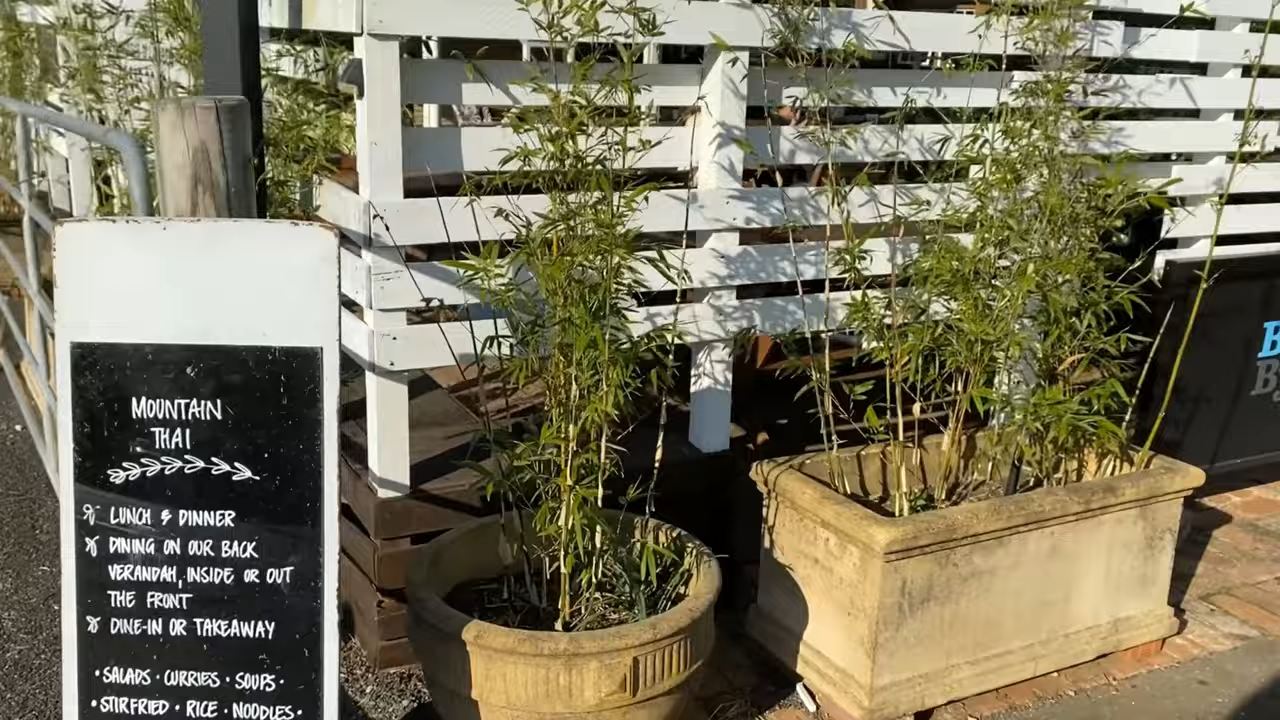 MOUNTAIN
THAI
LUNCH & DINNER
DINING ON OUR BACK
VERANDAH, INSIDE OR OUT
THE FRONT
DINE-IN OR TAKEAWAY
• SALADS • CURRIES • SOUPS •
• STIRFRIED • RICE • NOODLES •